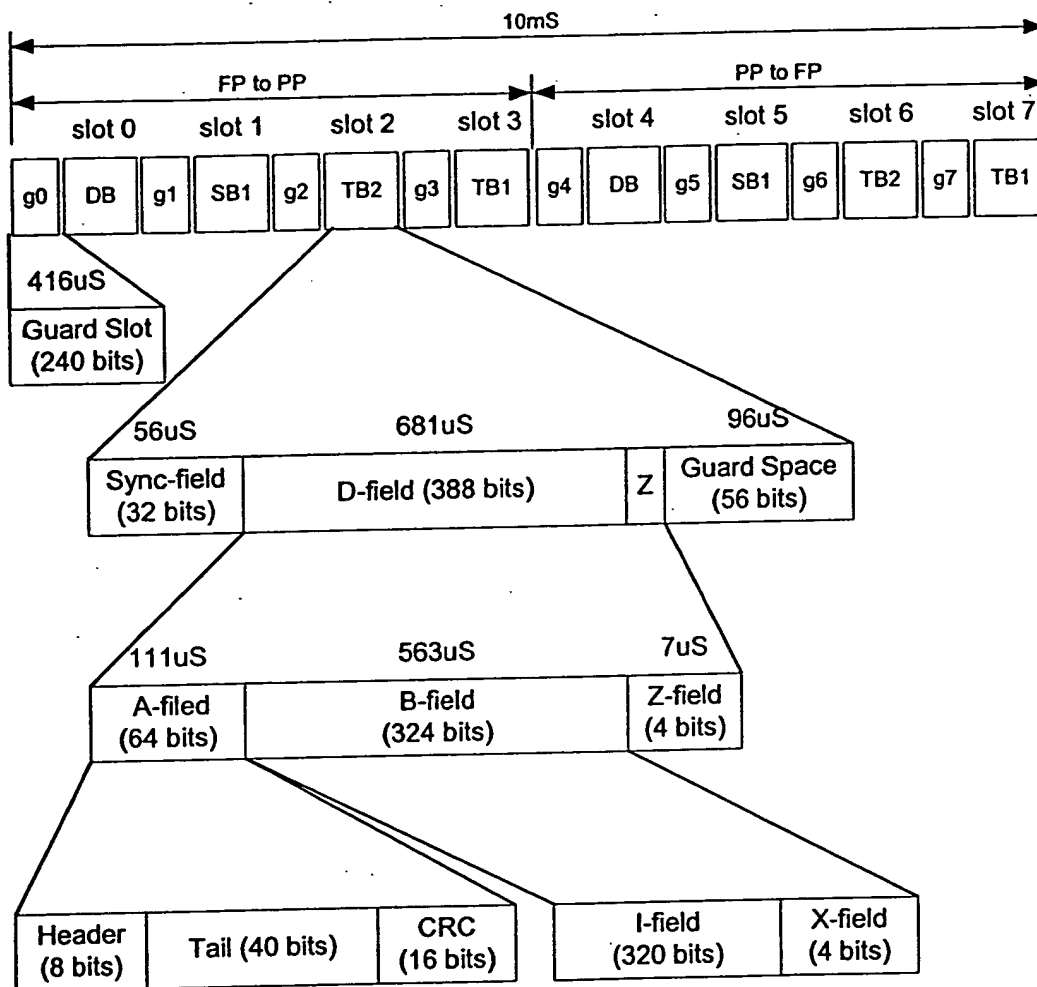 10mS
FP to PP
PP to FP
slot 0 slot 1 slot 2 slot 3 slot 4 slot 5 slot 6 slot 7
g0 DB g1 SB1 g2 TB2 g3 TB1 g4 DB g5 SB1 g6 TB2 g7 TB1
416uS
Guard Slot
(240 bits)
56uS 681uS 96uS
Sync-field
(32 bits)
D-field (388 bits)
Z
Guard Space
(56 bits)
111uS 563uS 7uS
A-filed
(64 bits)
B-field
(324 bits)
Z-field
(4 bits)
Header
(8 bits)
Tail (40 bits)
CRC
(16 bits)
I-field
(320 bits)
X-field
(4 bits)